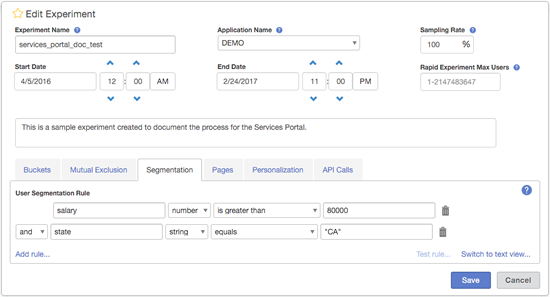 Edit Experiment
Experiment Name ? Application Name ? Sampling Rate ?
services_portal_doc_test DEMO 100 %
Start Date End Date Rapid Experiment Max Users ?
4/5/2016 12 : 00 AM 2/24/2017 11 : 00 PM 1-2147483647
This is a sample experiment created to document the process for the Services Portal.
Buckets Mutual Exclusion Segmentation Pages Personalization API Calls
User Segmentation Rule ?
salary number is greater than 80000
and state string equals "CA"
Add rule... Test rule... Switch to text view...
Save Cancel